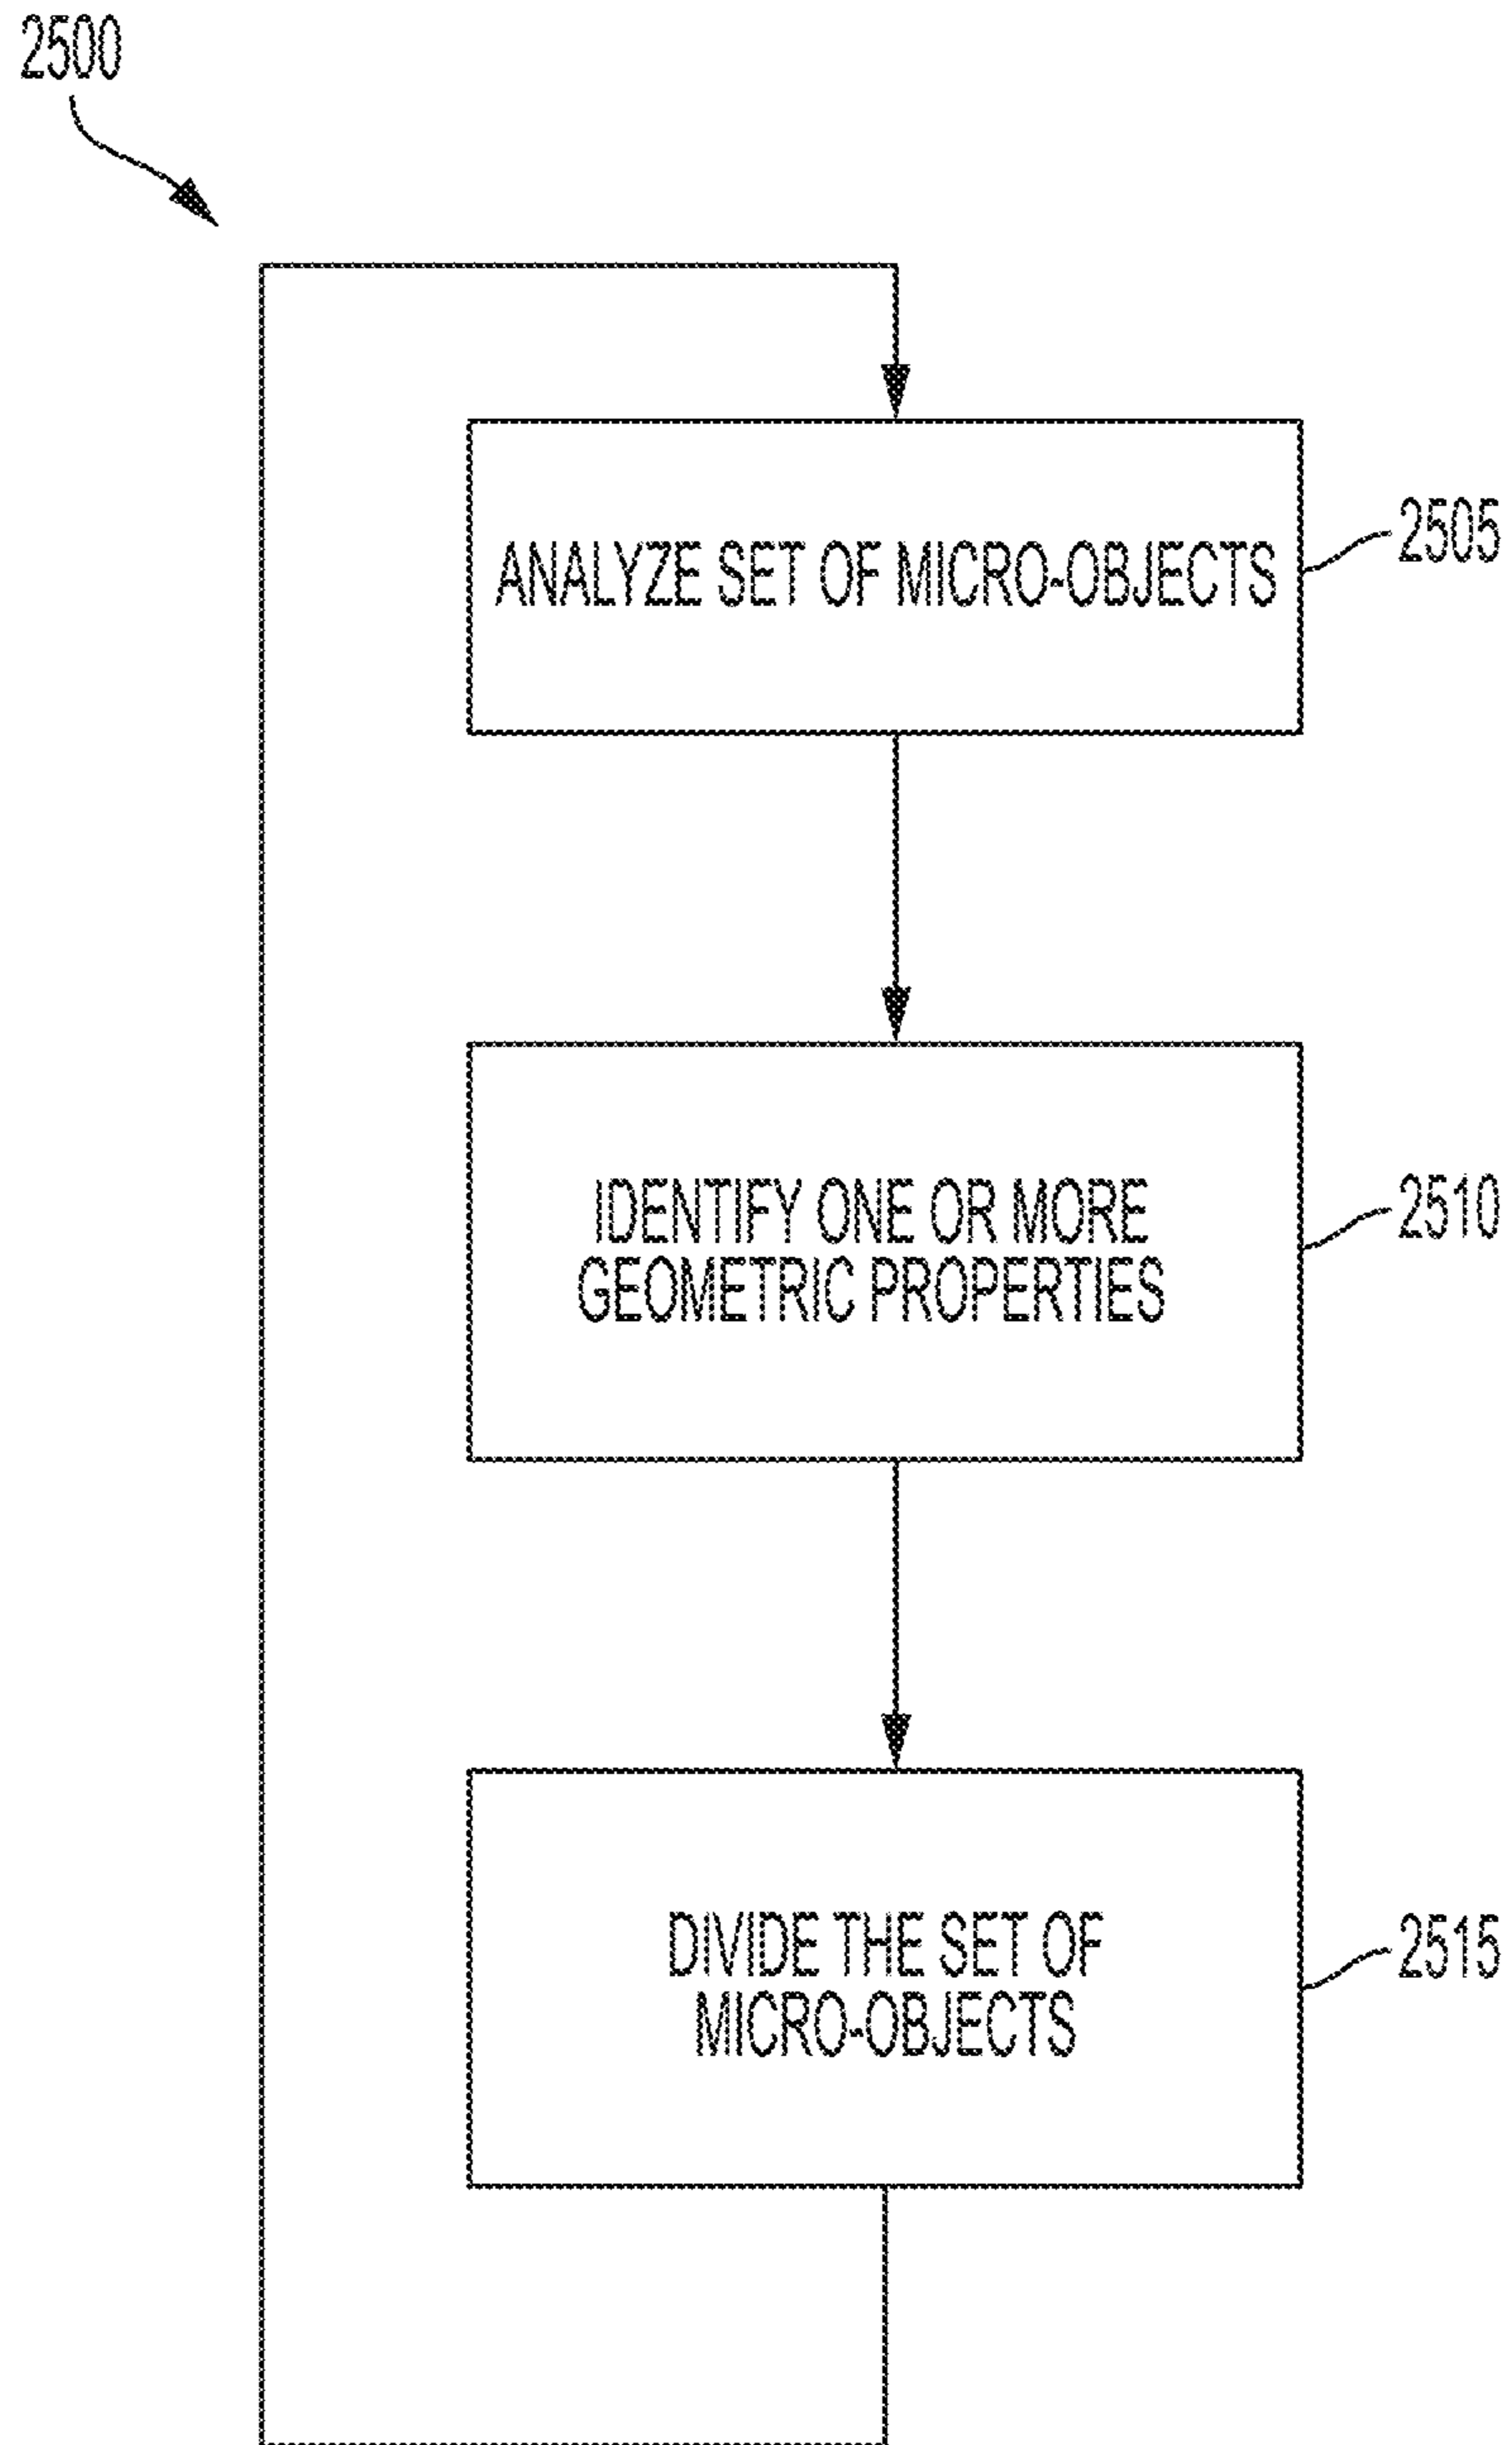 2500
ANALYZE SET OF MICRO-OBJECTS
2505
IDENTIFY ONE OR MORE
GEOMETRIC PROPERTIES
2510
DIVIDE THE SET OF
MICRO-OBJECTS
2515